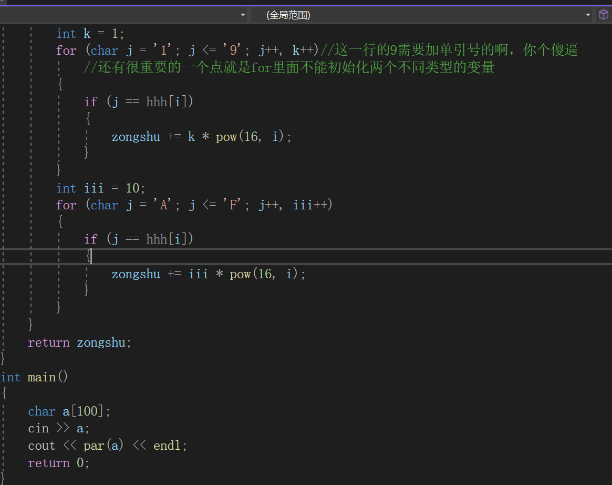 (全局范围)
int k = 1;
for (char j = '1'; j <= '9'; j++, k++)//这一行的9需要加单引号的啊，你个傻逼
//还有很重要的一个点就是for里面不能初始化两个不同类型的变量
{
if (j == hhh[i])
{
zongshu += k * pow(16, i);
}
}
int iii = 10;
for (char j = 'A'; j <= 'F'; j++, iii++)
{
if (j == hhh[i])
{
zongshu += iii * pow(16, i);
}
}
}
return zongshu;
}
int main()
{
char a[100];
cin >> a;
cout << par(a) << endl;
return 0;
}